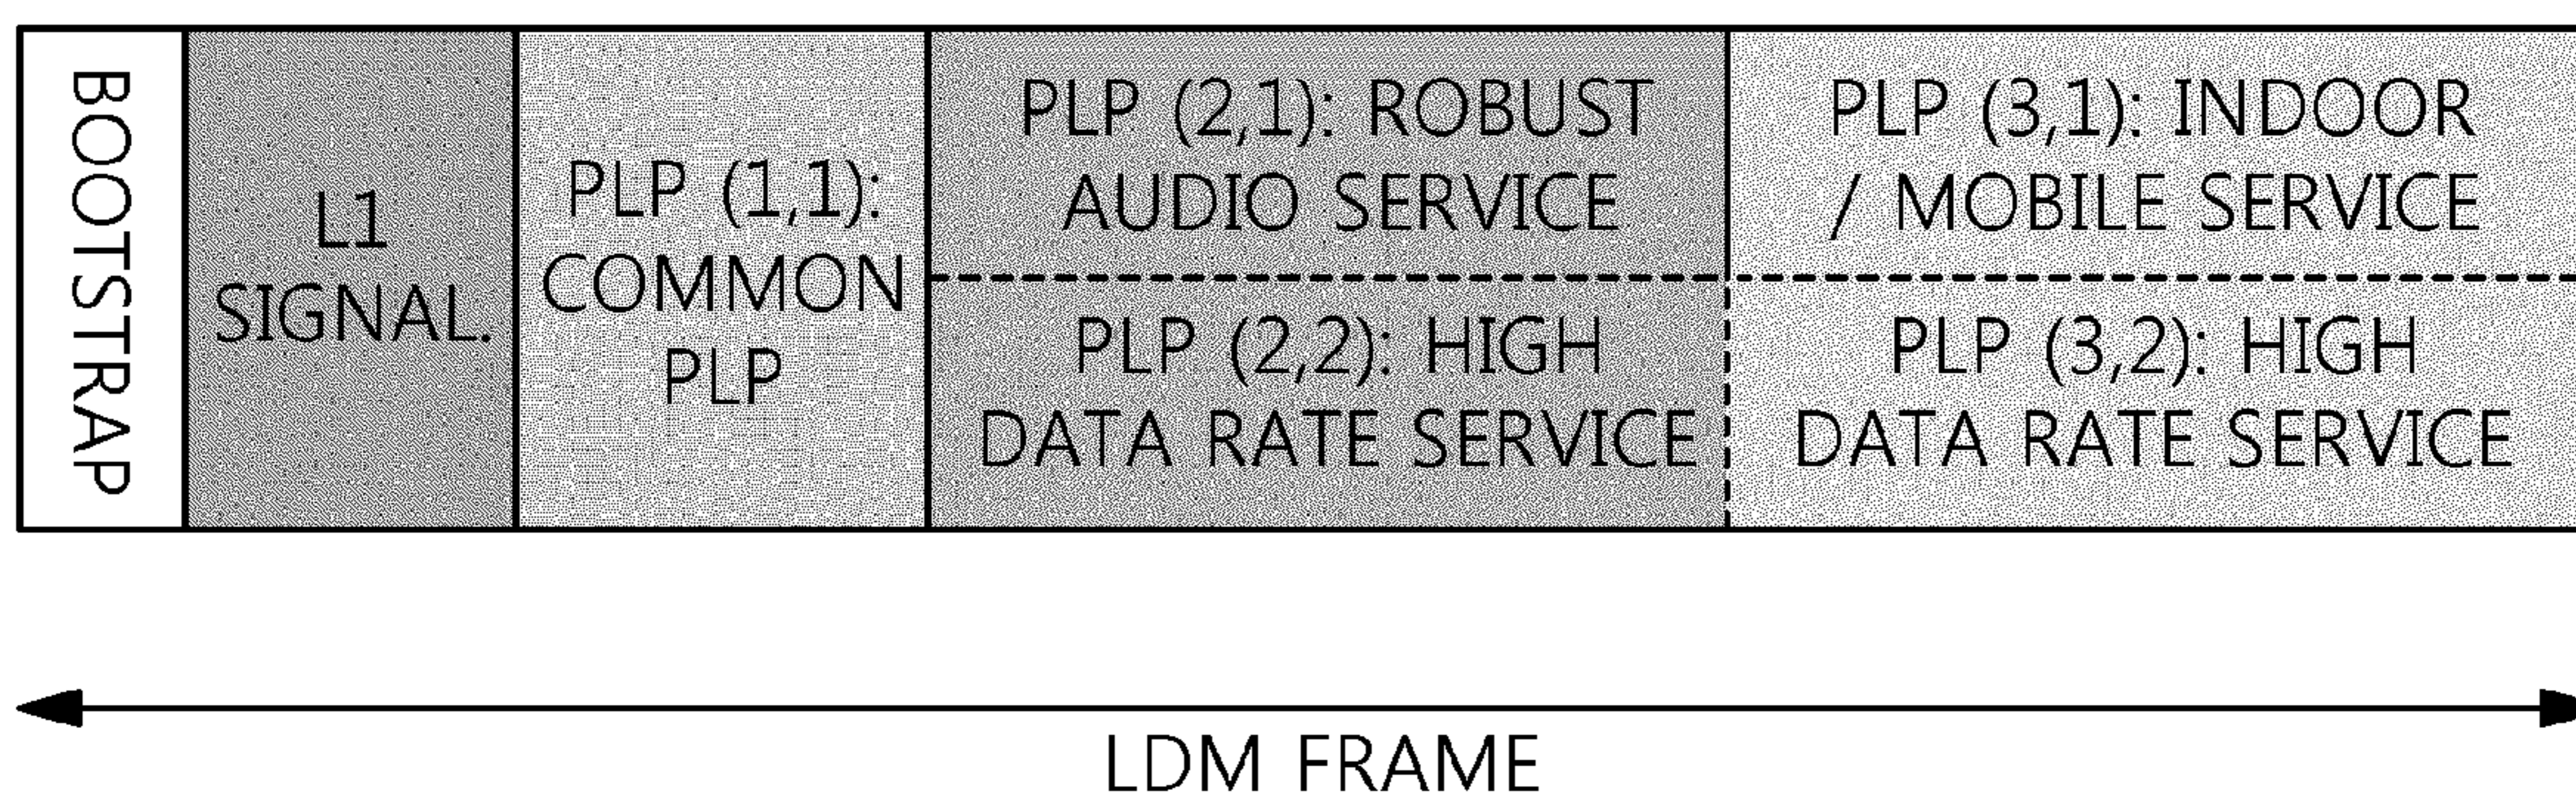 BOOTSTRAP
L1
SIGNAL.
PLP (1,1):
COMMON
PLP
PLP (2,1): ROBUST
AUDIO SERVICE
PLP (2,2): HIGH
DATA RATE SERVICE
PLP (3,1): INDOOR
/ MOBILE SERVICE
PLP (3,2): HIGH
DATA RATE SERVICE
LDM FRAME